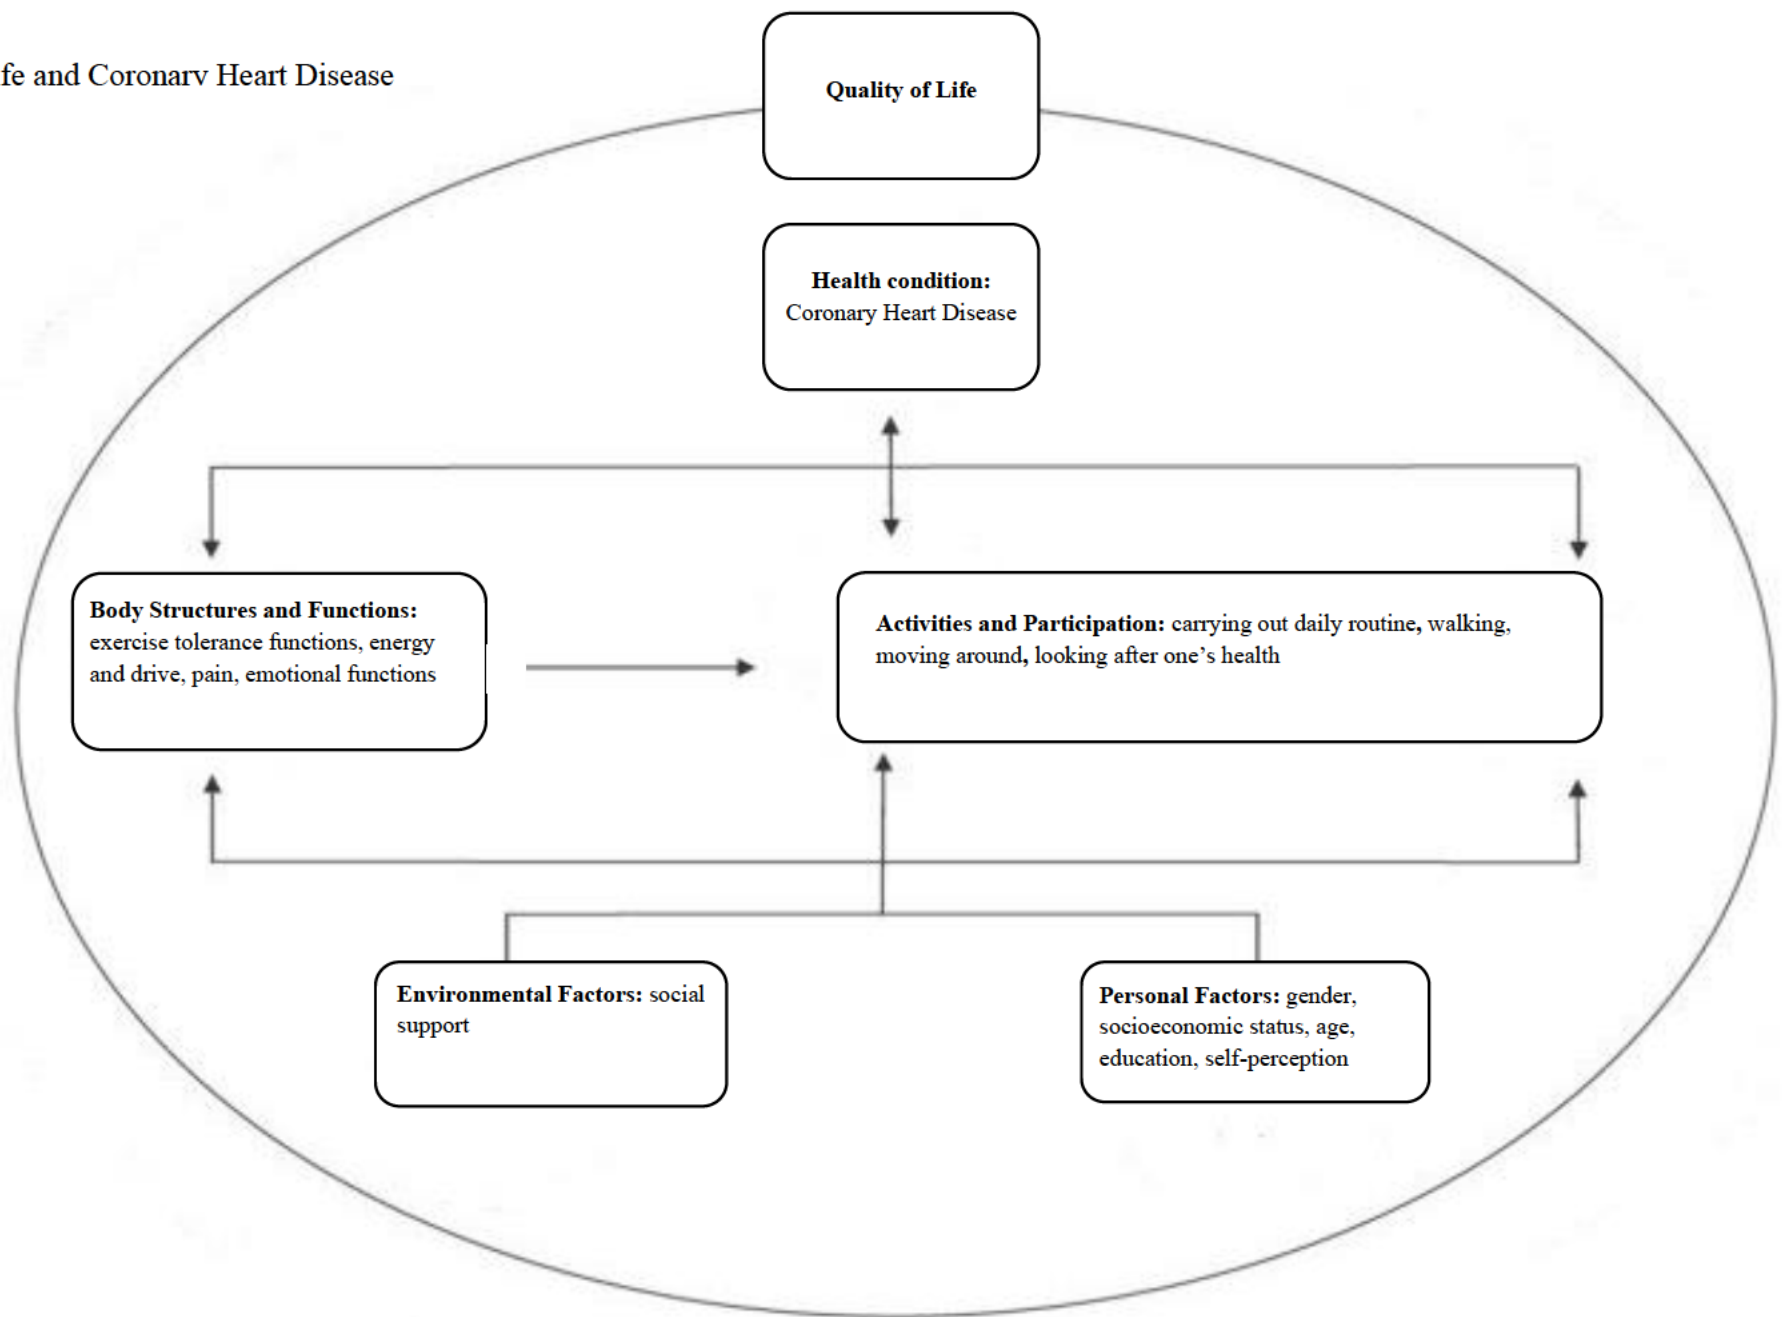 fe and Coronary Heart Disease
Quality of Life
Health condition:
Coronary Heart Disease
Body Structures and Functions:
exercise tolerance functions, energy
and drive, pain, emotional functions
Activities and Participation: carrying out daily routine, walking,
moving around, looking after one’s health
Environmental Factors: social
support
Personal Factors: gender,
socioeconomic status, age,
education, self-perception